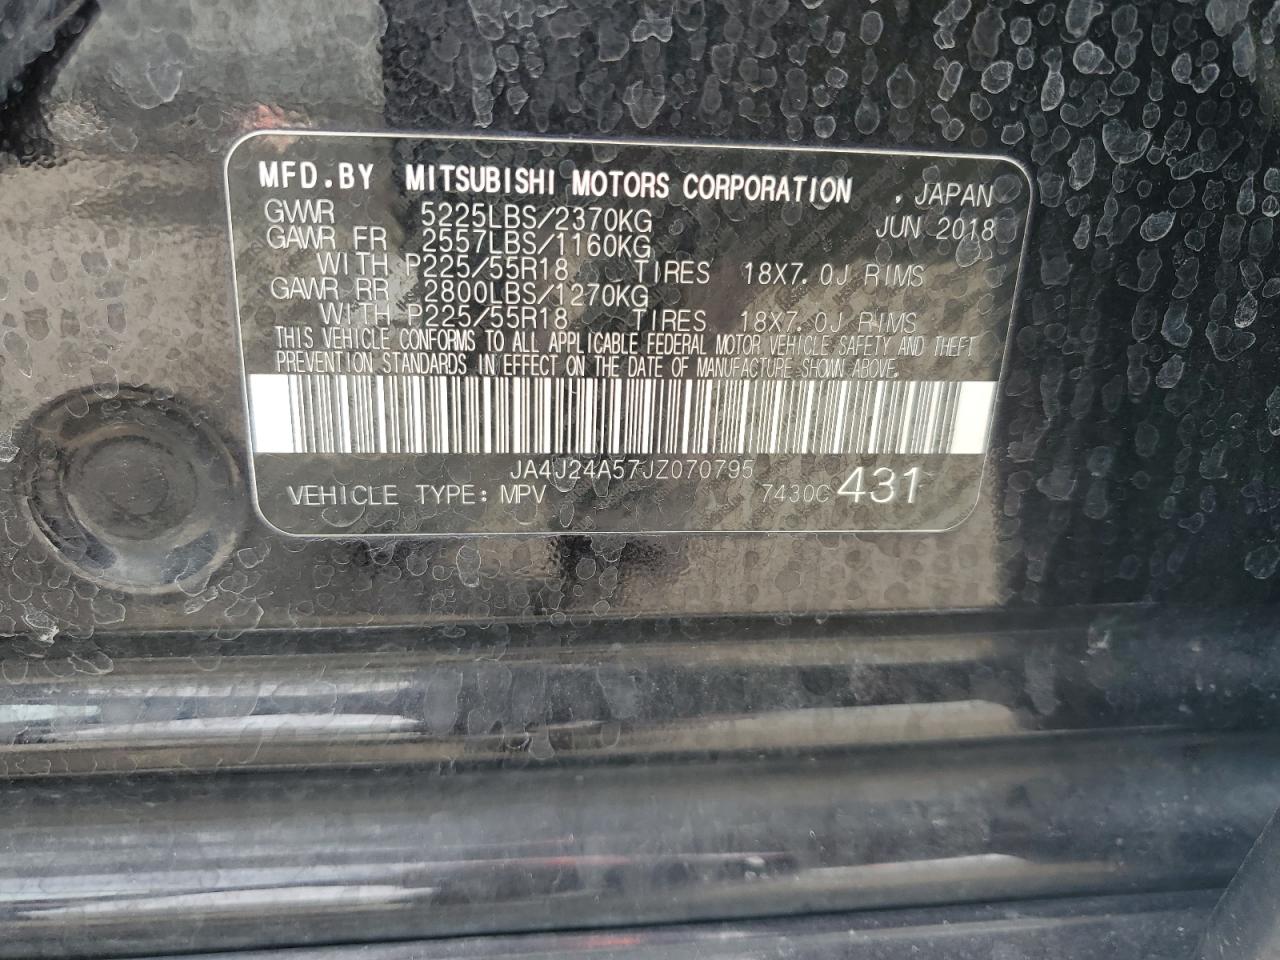 MFD.BY MITSUBISHI MOTORS CORPORATION , JAPAN
GVWR 5225LBS/2370KG JUN 2018
GAWR FR 2557LBS/1160KG
WITH P225/55R18 TIRES 18X7.0J RIMS
GAWR RR 2800LBS/1270KG
WITH P225/55R18 TIRES 18X7.0J RIMS
THIS VEHICLE CONFORMS TO ALL APPLICABLE FEDERAL MOTOR VEHICLE SAFETY AND THEFT
PREVENTION STANDARDS IN EFFECT ON THE DATE OF MANUFACTURE SHOWN ABOVE.
JA4J24A57JZ070795
VEHICLE TYPE: MPV 7430C 431